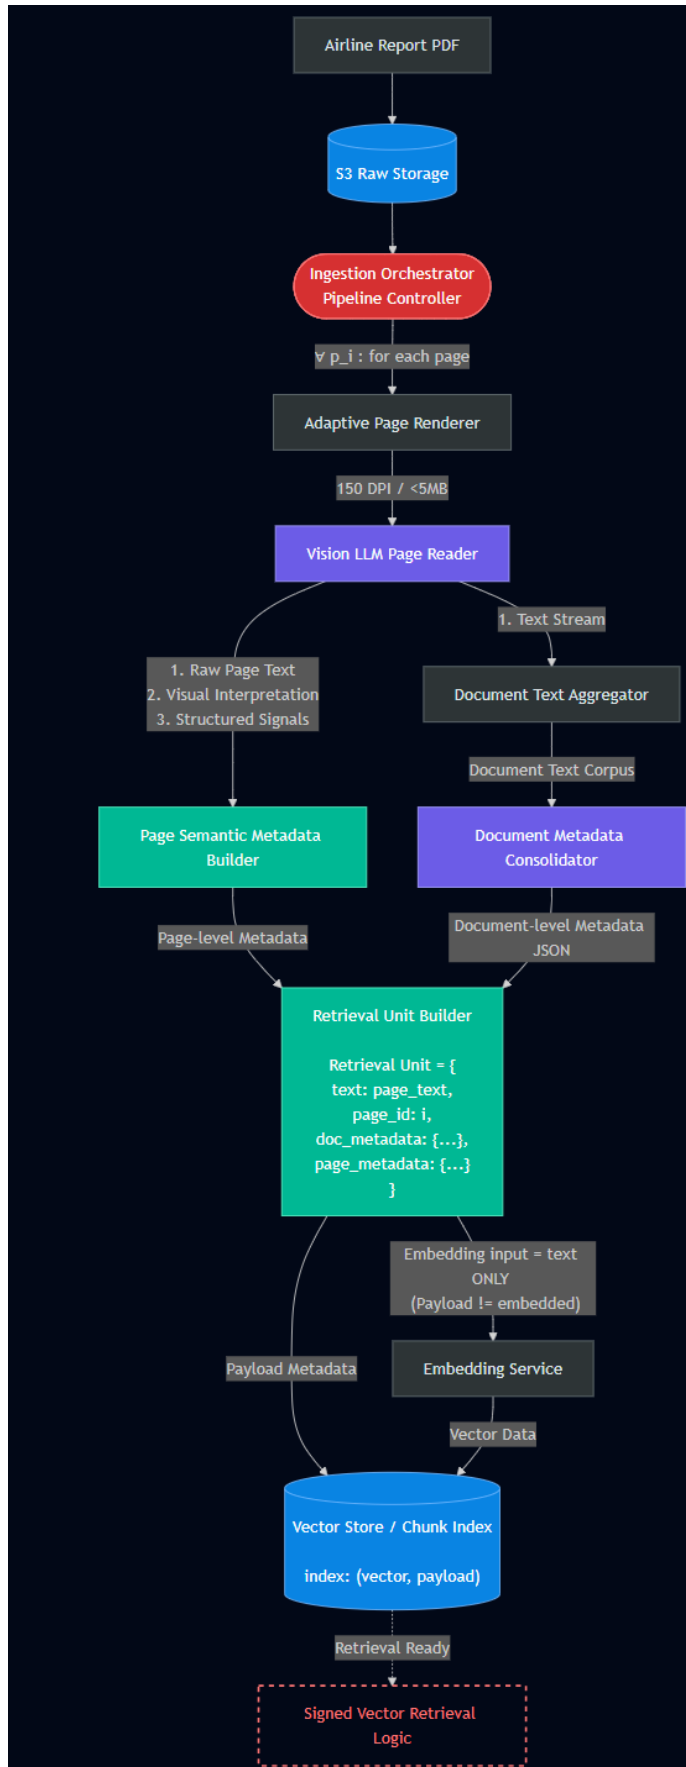 Airline Report PDF
S3 Raw Storage
Ingestion Orchestrator
Pipeline Controller
∀ p_i : for each page
Adaptive Page Renderer
150 DPI / <5MB
Vision LLM Page Reader
1. Text Stream
1. Raw Page Text
2. Visual Interpretation
3. Structured Signals
Document Text Aggregator
Document Text Corpus
Page Semantic Metadata
Builder
Document Metadata
Consolidator
Page-level Metadata
Document-level Metadata
JSON
Retrieval Unit Builder
Retrieval Unit = {
text: page_text,
page_id: i,
doc_metadata: {...},
page_metadata: {...}
}
Embedding input = text
ONLY
(Payload != embedded)
Payload Metadata
Embedding Service
Vector Data
Vector Store / Chunk Index
index: (vector, payload)
Retrieval Ready
Signed Vector Retrieval
Logic